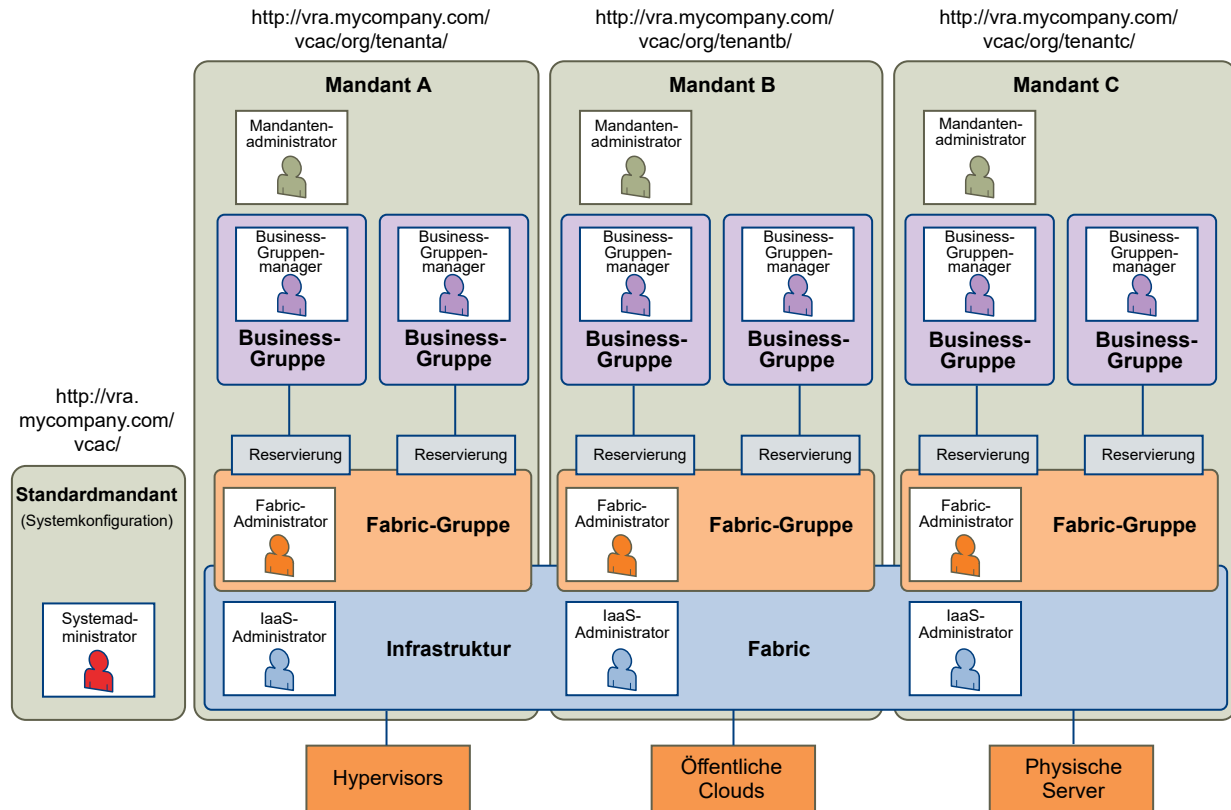 http://vra.mycompany.com/
vcac/org/tenanta/
http://vra.mycompany.com/
vcac/org/tenantb/
http://vra.mycompany.com/
vcac/org/tenantc/
Mandant A
Mandant B
Mandant C
Mandanten-
administrator
Mandanten-
administrator
Mandanten-
administrator
Business-
Gruppen-
manager
Business-
Gruppe
Business-
Gruppen-
manager
Business-
Gruppe
Business-
Gruppen-
manager
Business-
Gruppe
Business-
Gruppen-
manager
Business-
Gruppe
Business-
Gruppen-
manager
Business-
Gruppe
Business-
Gruppen-
manager
Business-
Gruppe
http://vra.
mycompany.com/
vcac/
Standardmandant
(Systemkonfiguration)
Systemad-
ministrator
Reservierung
Reservierung
Reservierung
Reservierung
Reservierung
Reservierung
Fabric-
Administrator
Fabric-Gruppe
Fabric-
Administrator
Fabric-Gruppe
Fabric-
Administrator
Fabric-Gruppe
IaaS-
Administrator
Infrastruktur
IaaS-
Administrator
Fabric
IaaS-
Administrator
Hypervisors
Öffentliche
Clouds
Physische
Server